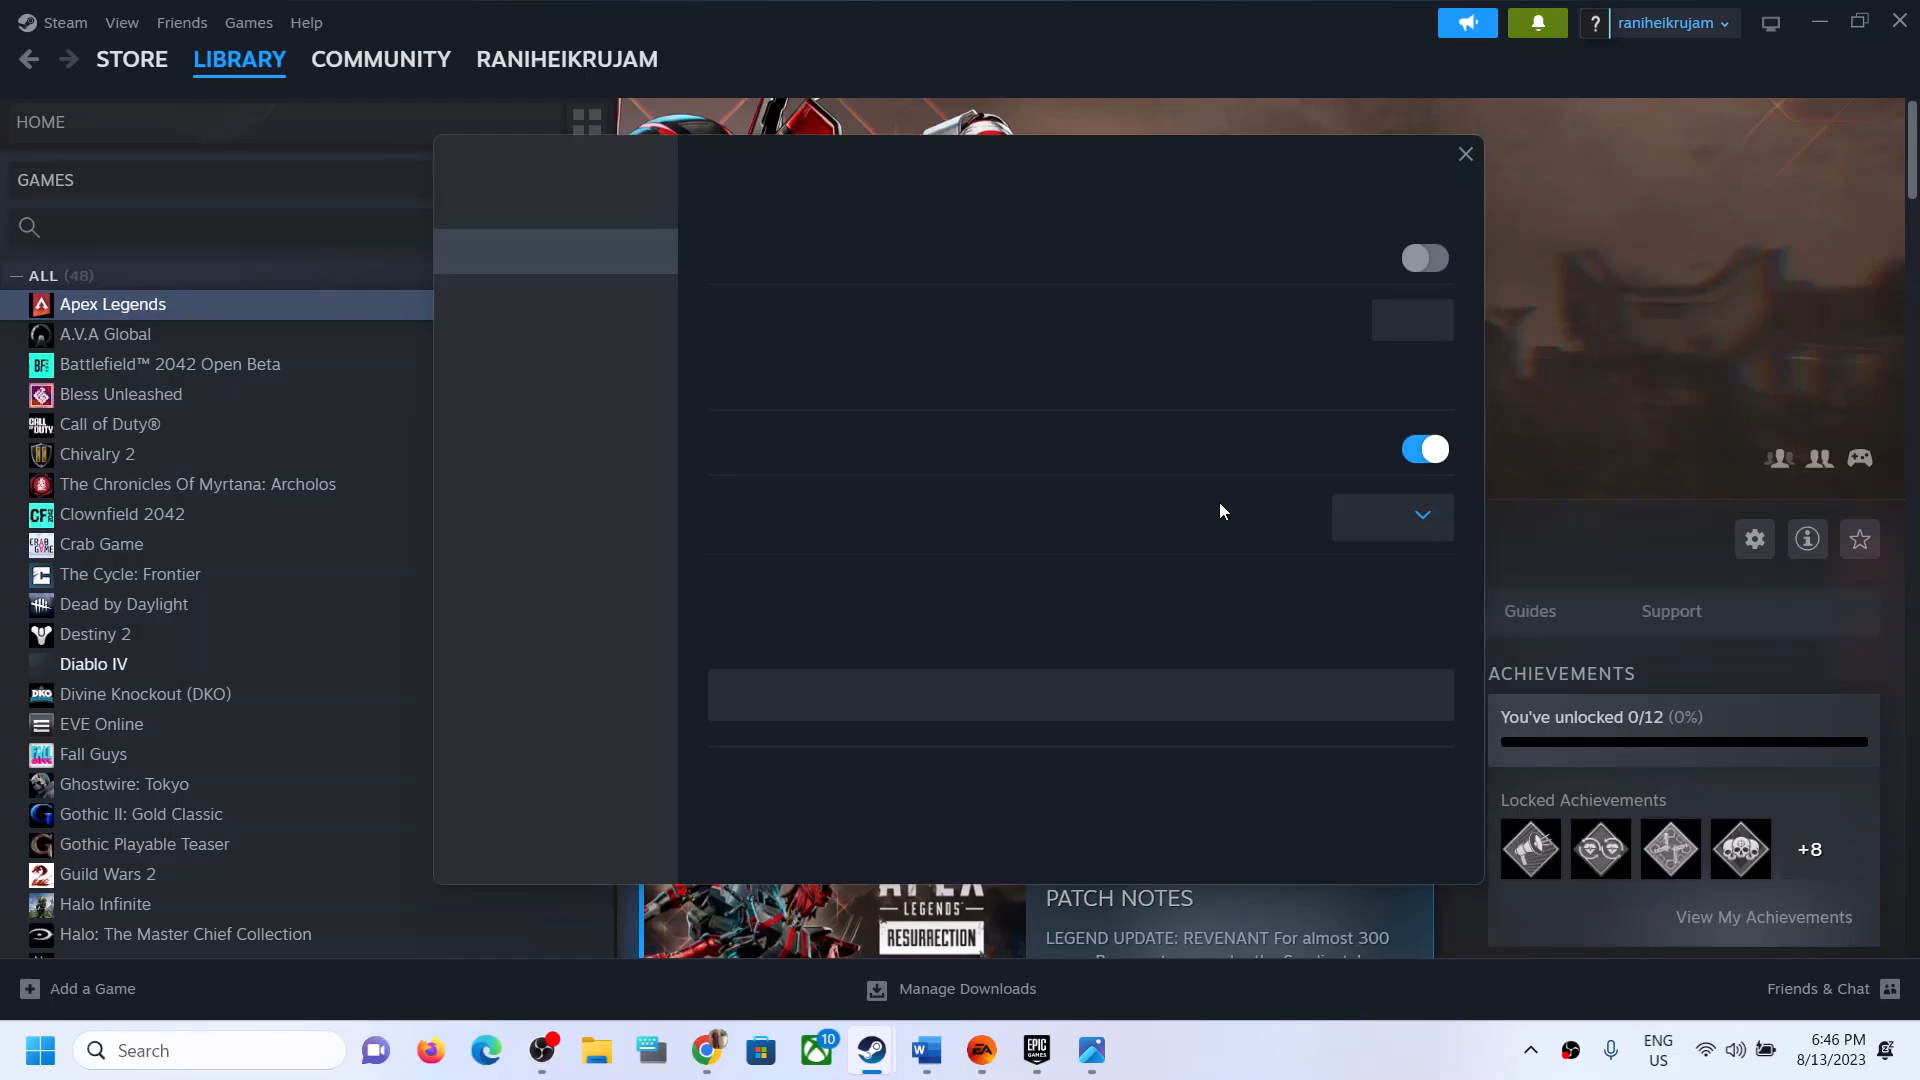 Steam View Friends Games Help
? raniheikrujam
STORE LIBRARY COMMUNITY RANIHEIKRUJAM
HOME
GAMES
ALL (48)
Apex Legends
A.V.A Global
Battlefield™ 2042 Open Beta
Bless Unleashed
Call of Duty®
Chivalry 2
The Chronicles Of Myrtana: Archolos
Clownfield 2042
Crab Game
The Cycle: Frontier
Dead by Daylight
Destiny 2
Diablo IV
Divine Knockout (DKO)
EVE Online
Fall Guys
Ghostwire: Tokyo
Gothic II: Gold Classic
Gothic Playable Teaser
Guild Wars 2
Halo Infinite
Halo: The Master Chief Collection
Guides Support
ACHIEVEMENTS
You've unlocked 0/12 (0%)
Locked Achievements
+8
View My Achievements
LEGENDS
RESURRECTION
PATCH NOTES
LEGEND UPDATE: REVENANT For almost 300
Add a Game
Manage Downloads
Friends & Chat
Search
10
ENG
US
6:46 PM
8/13/2023